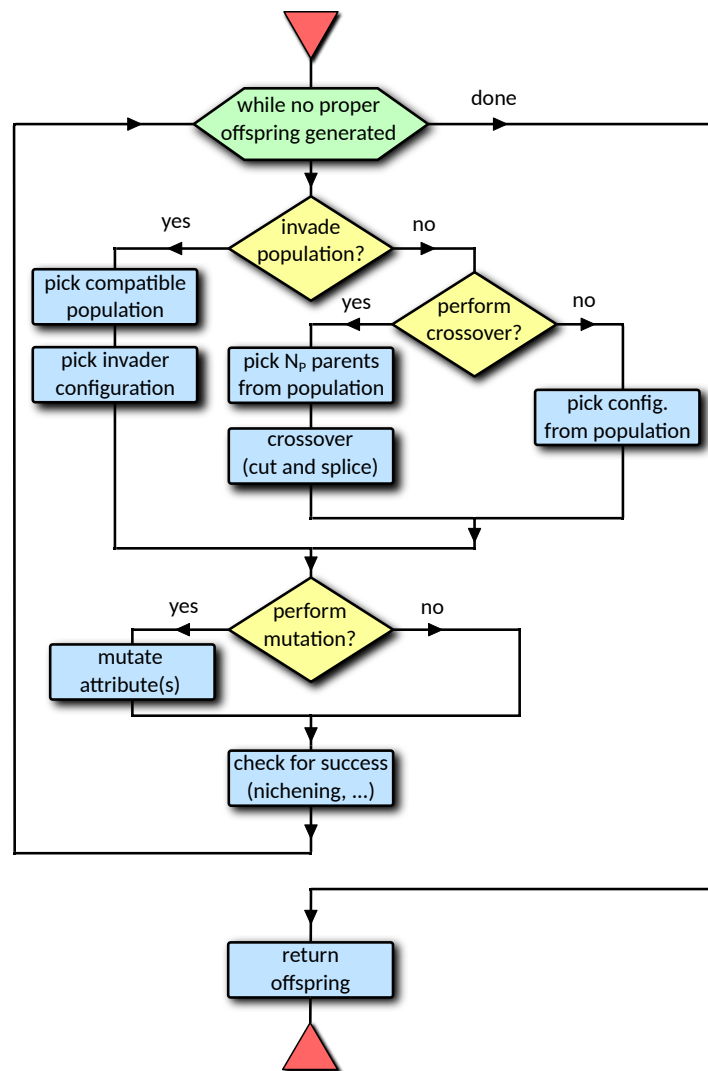 while no proper
offspring generated
done
yes
invade
population?
no
pick compatible
population
pick invader
configuration
yes
perform
crossover?
no
pick Nₚ parents
from population
crossover
(cut and splice)
pick config.
from population
yes
perform
mutation?
no
mutate
attribute(s)
check for success
(nichening, ...)
return
offspring